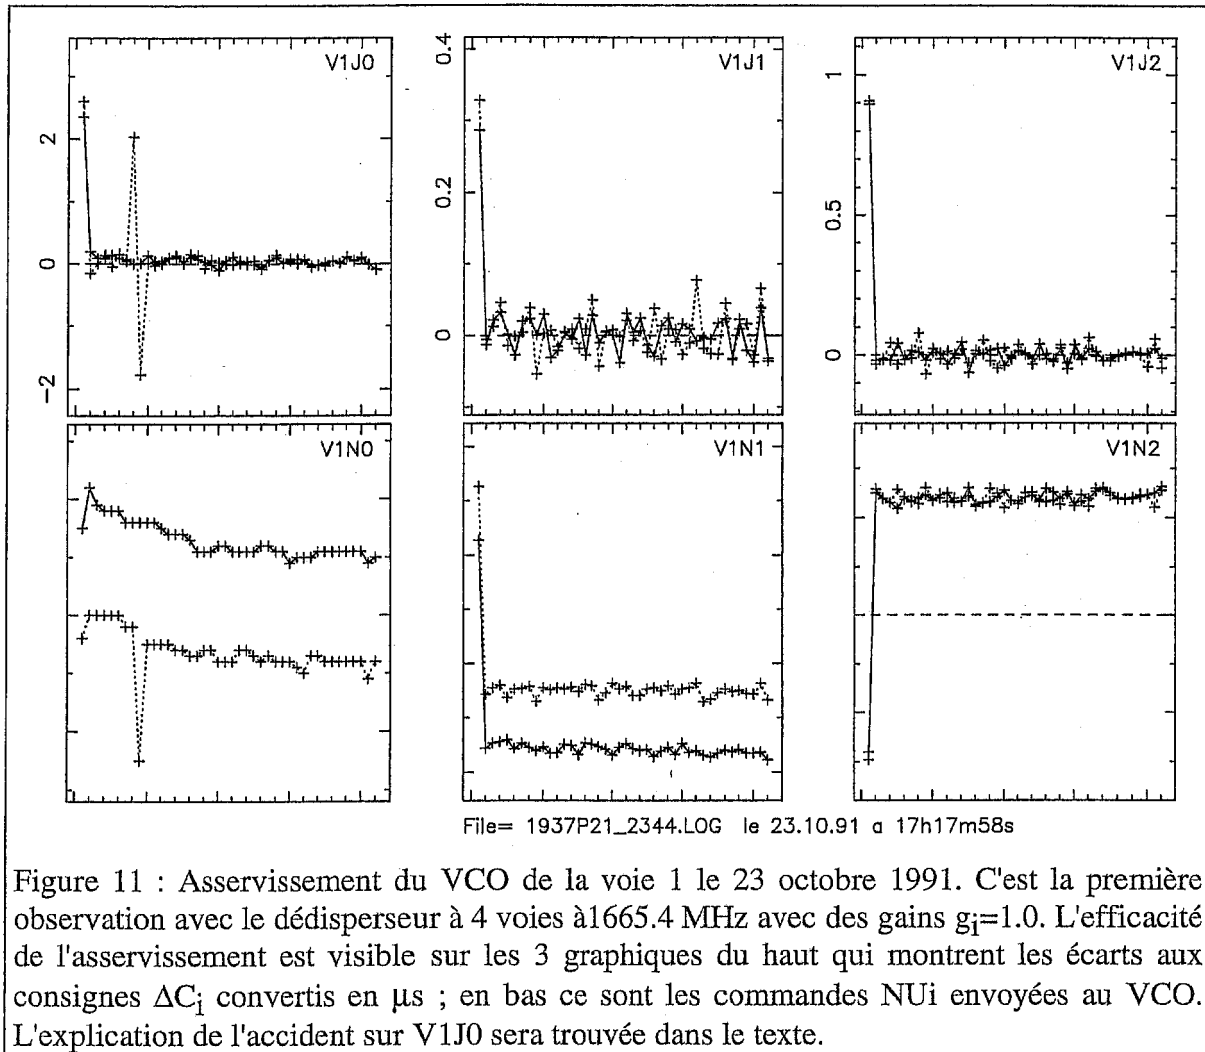 V1J0
V1J1
V1J2
2
0
−2
0.4
0.2
0
1
0.5
0
V1N0
V1N1
V1N2
File= 1937P21_2344.LOG le 23.10.91 a 17h17m58s
Figure 11 : Asservissement du VCO de la voie 1 le 23 octobre 1991. C'est la première
observation avec le dédisperseur à 4 voies à1665.4 MHz avec des gains gi=1.0. L'efficacité
de l'asservissement est visible sur les 3 graphiques du haut qui montrent les écarts aux
consignes ΔCi convertis en µs ; en bas ce sont les commandes NUi envoyées au VCO.
L'explication de l'accident sur V1J0 sera trouvée dans le texte.